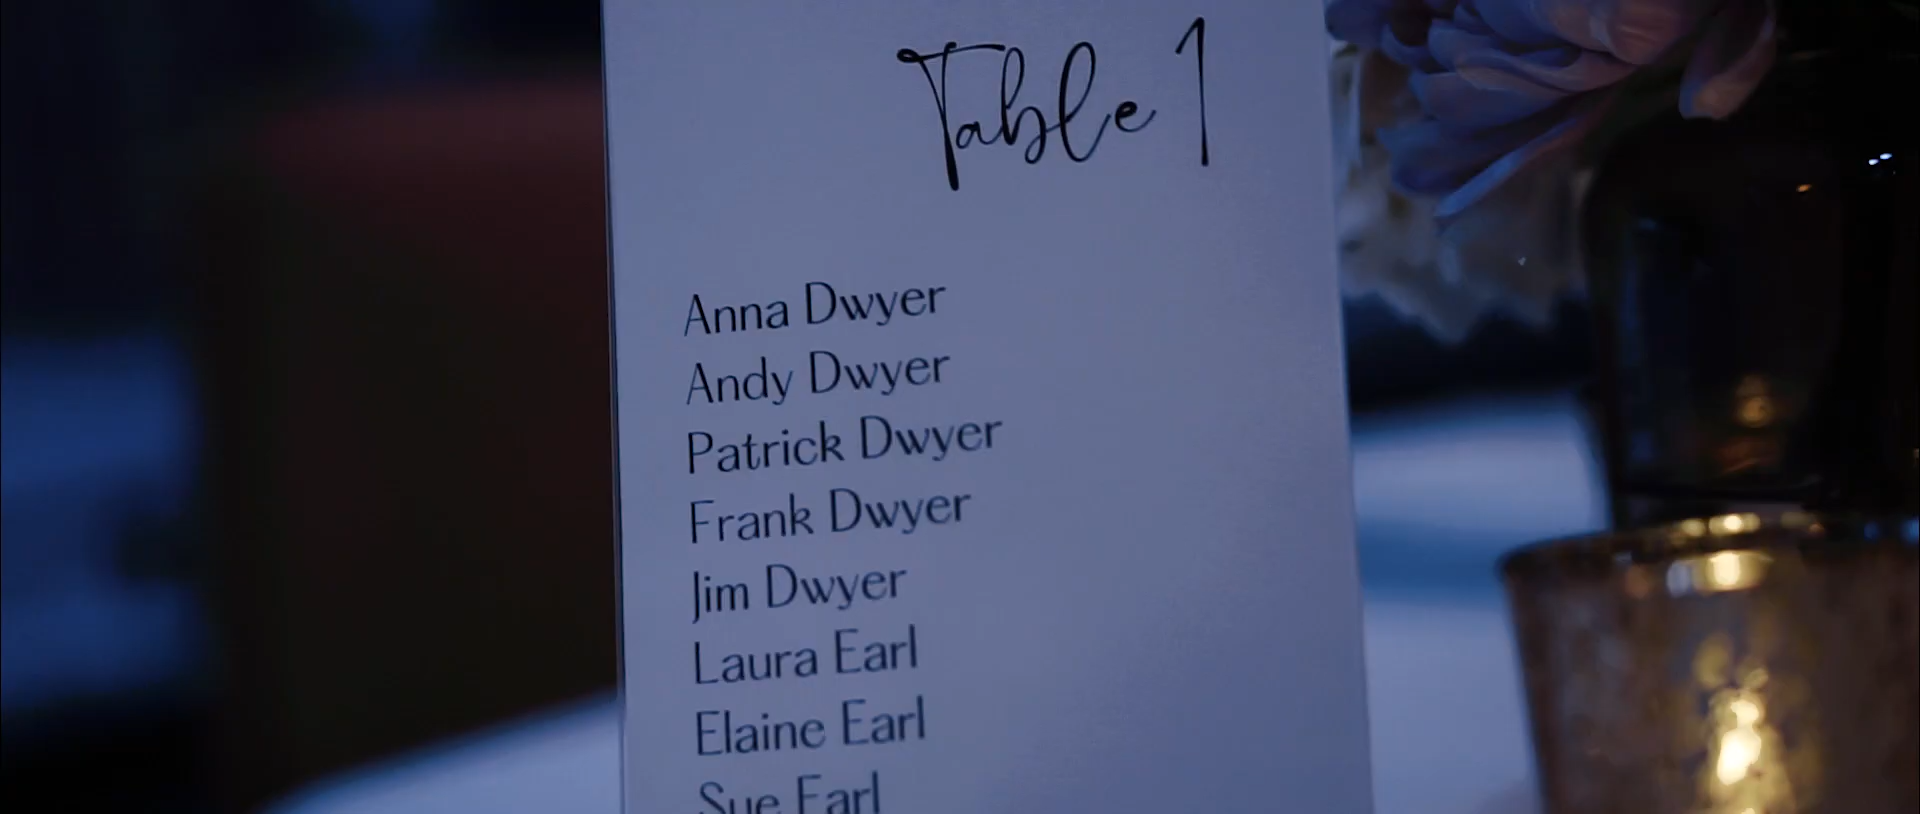 Table 1
Anna Dwyer
Andy Dwyer
Patrick Dwyer
Frank Dwyer
Jim Dwyer
Laura Earl
Elaine Earl
Sue Earl